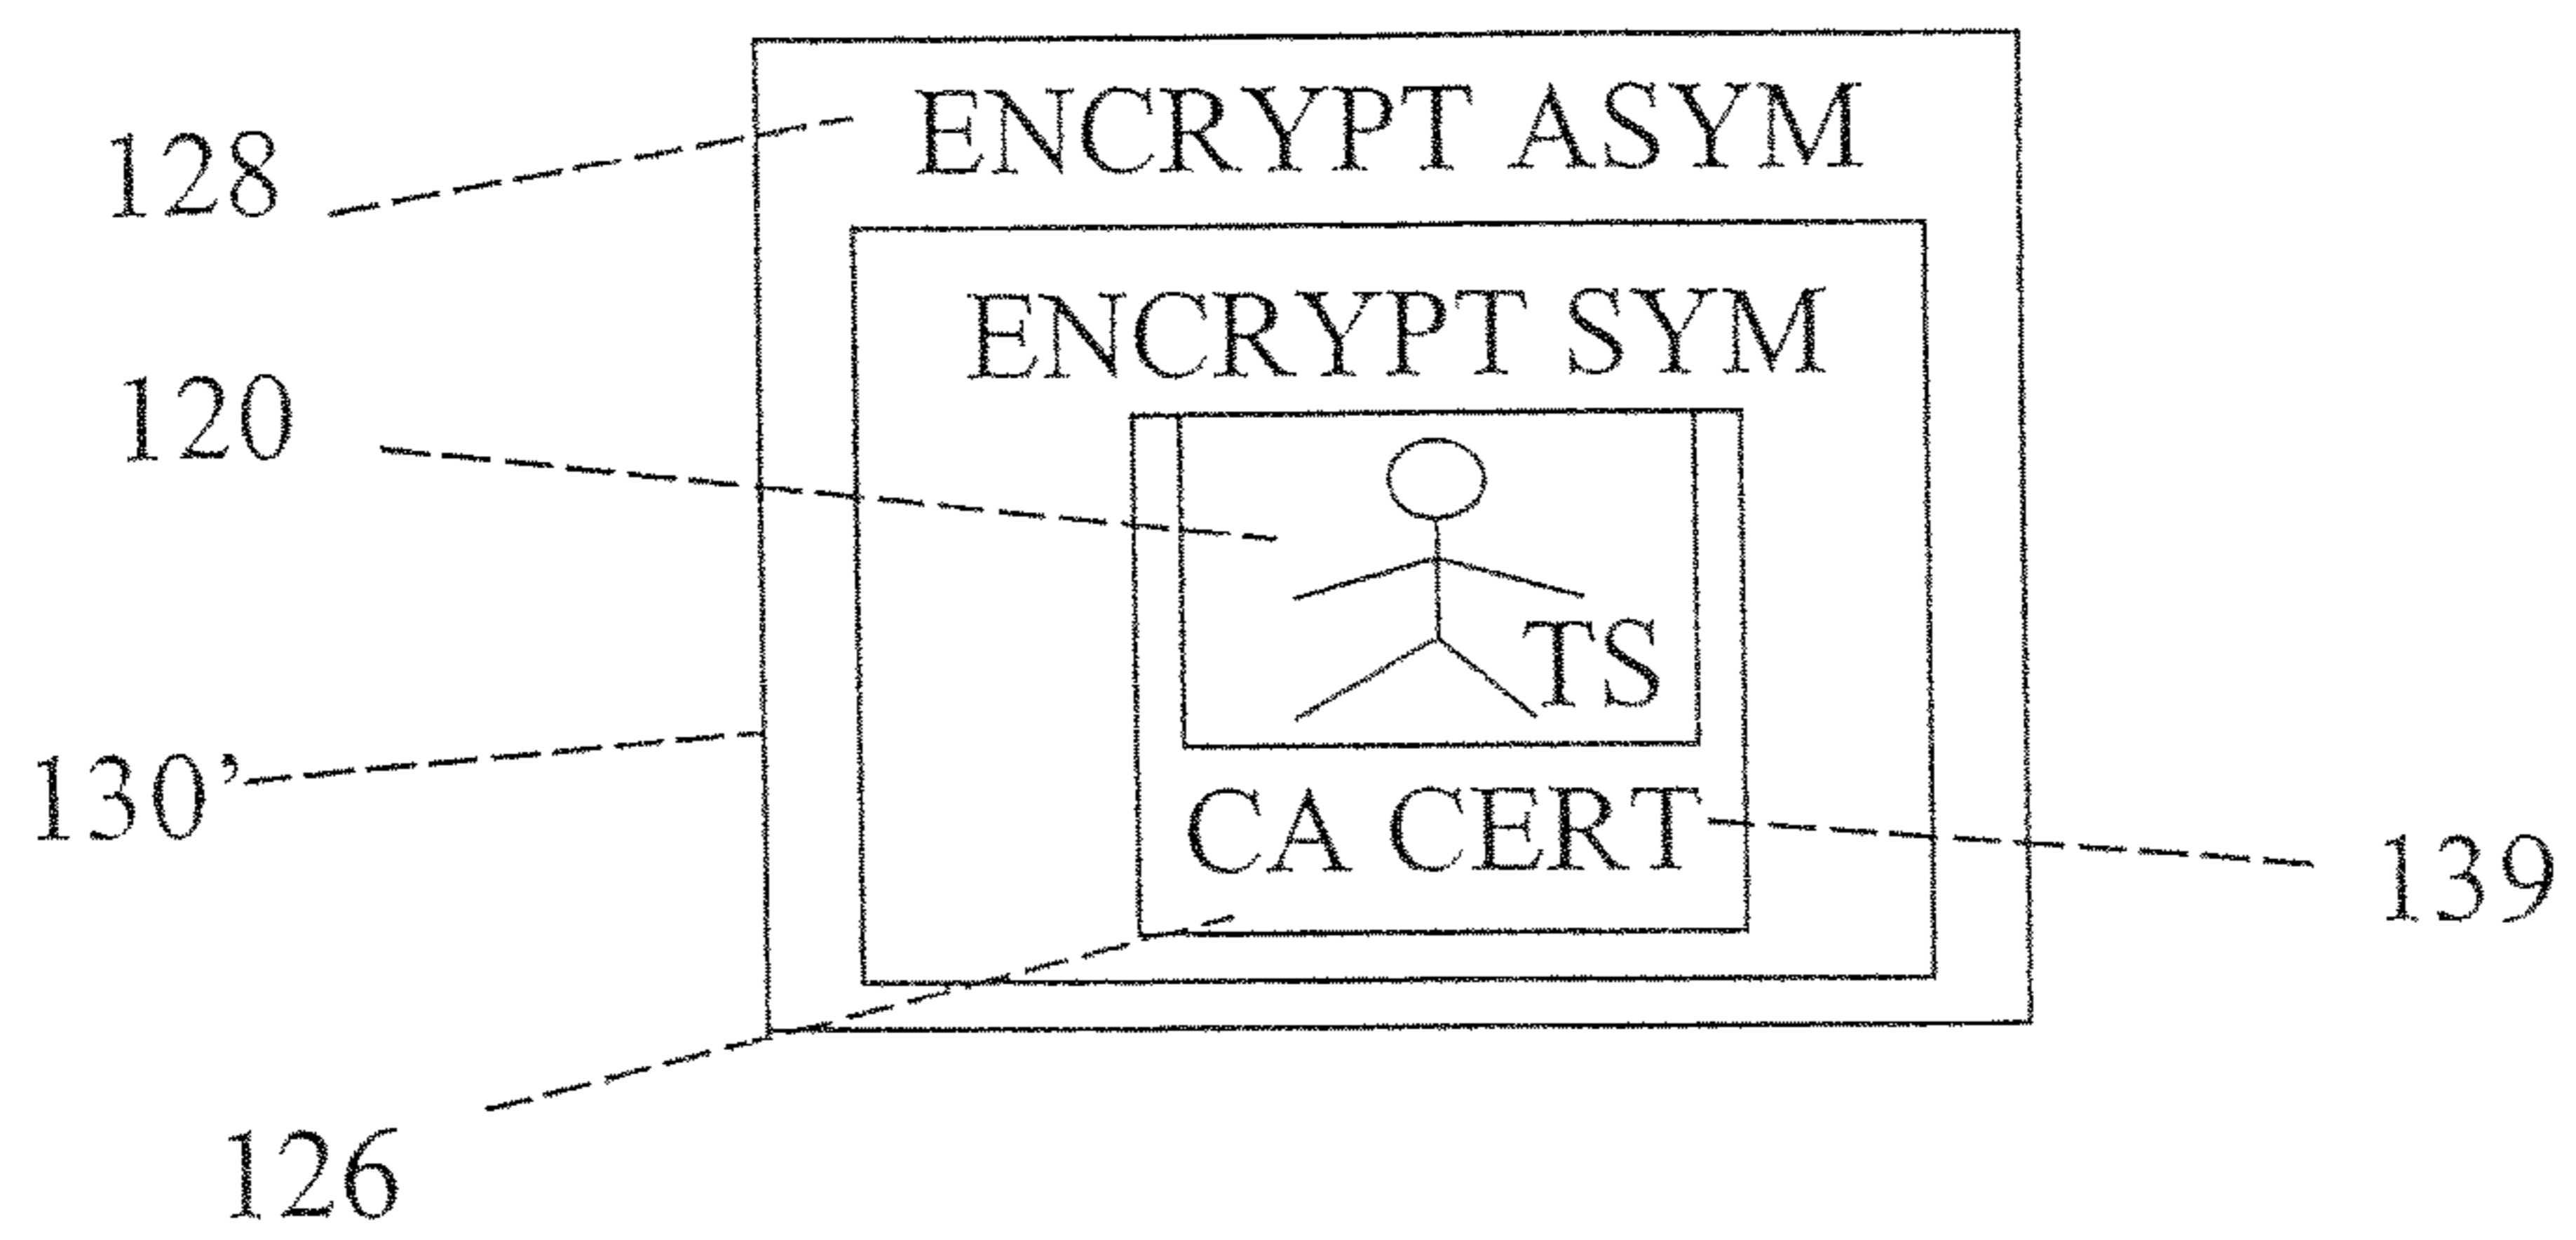 ENCRYPT ASYM
128
ENCRYPT SYM
120
TS
130’
CA CERT
139
126